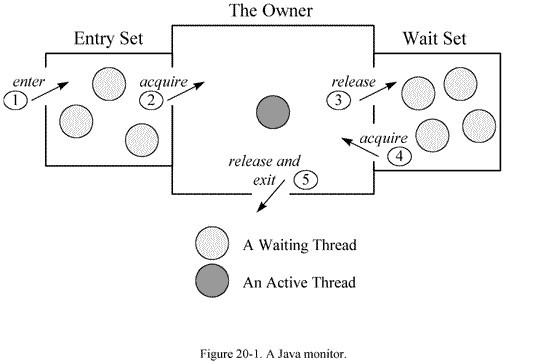 The Owner
Entry Set
Wait Set
enter
1
acquire
2
release
3
acquire
4
release and
exit
5
A Waiting Thread
An Active Thread
Figure 20-1. A Java monitor.